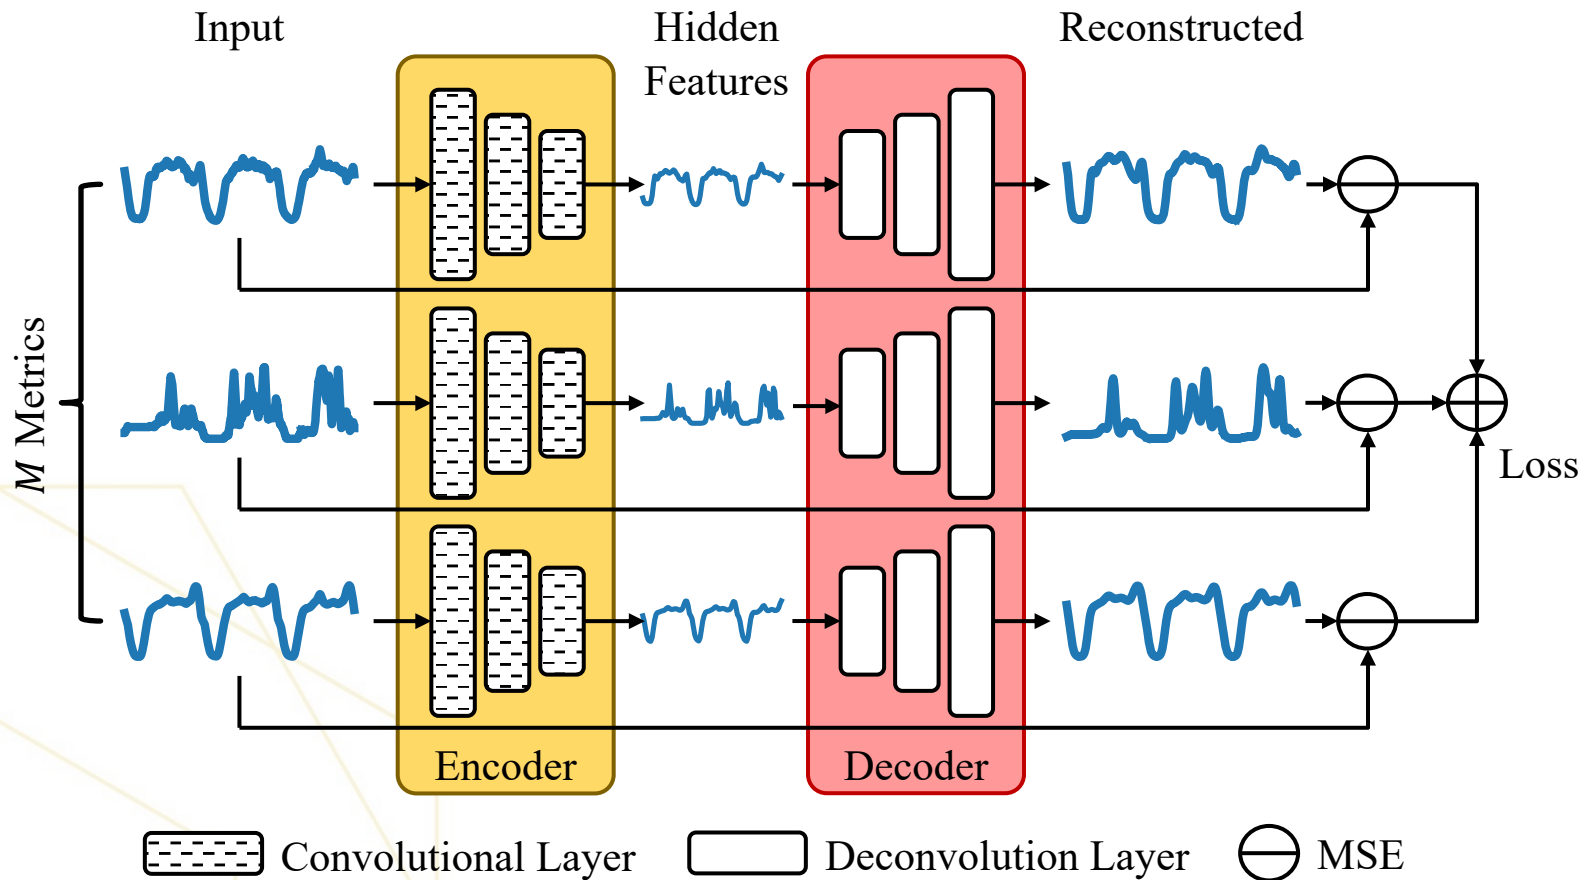 Input
Hidden
Features
Reconstructed
M Metrics
Loss
Encoder
Decoder
Convolutional Layer
Deconvolution Layer
MSE